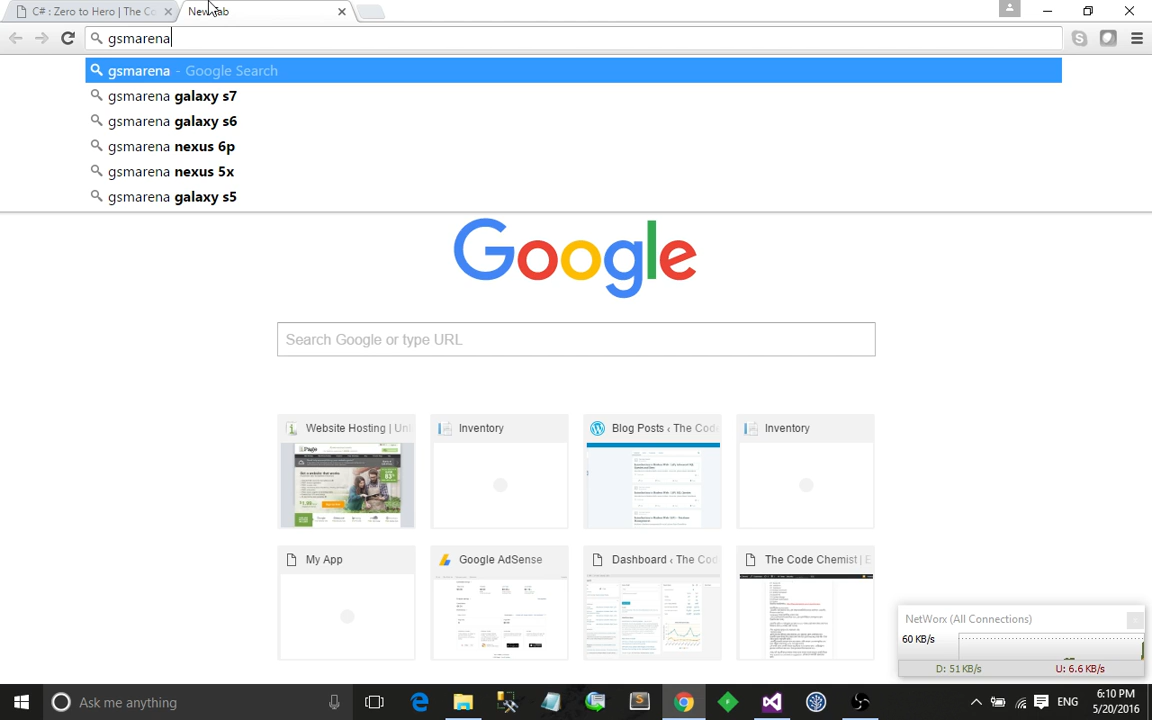 C# : Zero to Hero | The Co
New Tab
gsmarena
gsmarena - Google Search
gsmarena galaxy s7
gsmarena galaxy s6
gsmarena nexus 6p
gsmarena nexus 5x
gsmarena galaxy s5
Google
Search Google or type URL
Website Hosting | Unl
Inventory
Blog Posts ‹ The Cod
Inventory
My App
Google AdSense
Dashboard ‹ The Cod
The Code Chemist | E
NetWorx (All Connections)
60 KB/s
D: 51 KB/s
U: 6.6 KB/s
Ask me anything
ENG
6:10 PM
5/20/2016